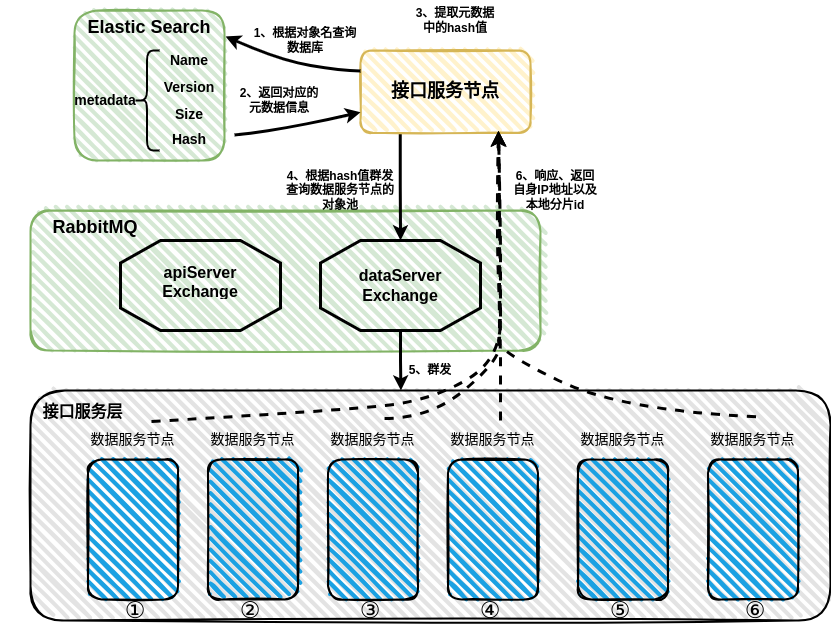 Elastic Search
metadata
Name
Version
Size
Hash
1、根据对象名查询
数据库
2、返回对应的
元数据信息
3、提取元数据
中的hash值
接口服务节点
4、根据hash值群发
查询数据服务节点的
对象池
6、响应、返回
自身IP地址以及
本地分片id
RabbitMQ
apiServer
Exchange
dataServer
Exchange
5、群发
接口服务层
数据服务节点
数据服务节点
数据服务节点
数据服务节点
数据服务节点
数据服务节点
①
②
③
④
⑤
⑥